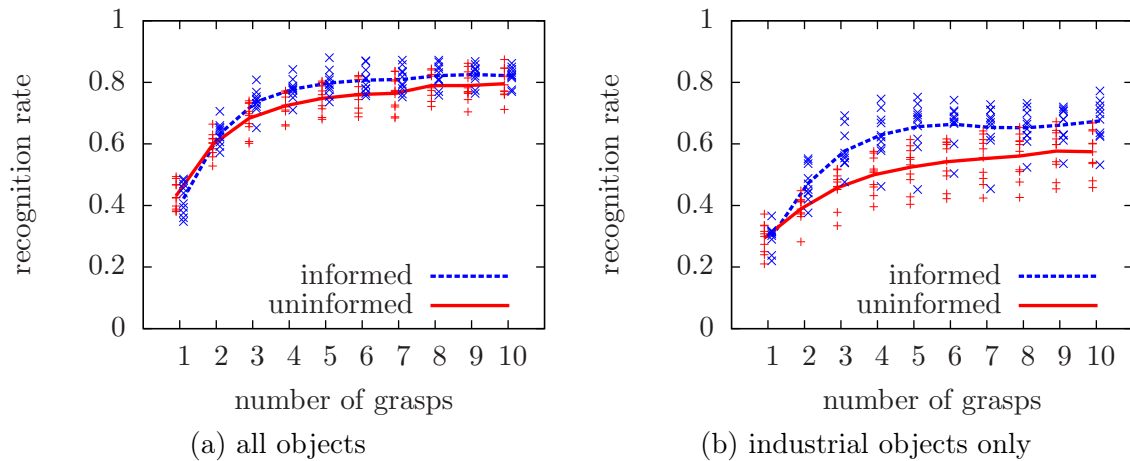 1
0.8
0.6
0.4
0.2
0
recognition rate
informed
uninformed
1 2 3 4 5 6 7 8 9 10
number of grasps
(a) all objects
1
0.8
0.6
0.4
0.2
0
recognition rate
informed
uninformed
1 2 3 4 5 6 7 8 9 10
number of grasps
(b) industrial objects only